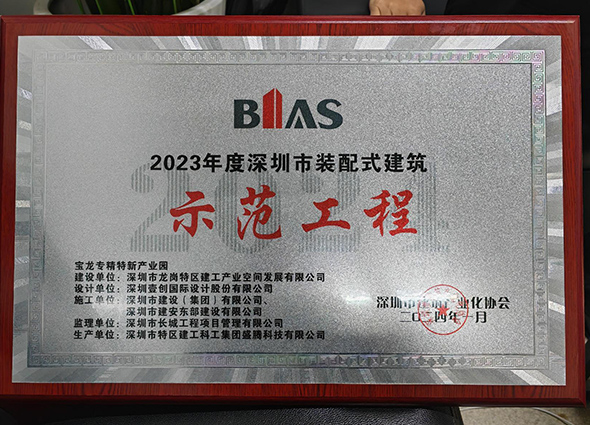 BIAS
2023年度深圳市装配式建筑
示范工程
宝龙专精特新产业园
建设单位：深圳市龙岗特区建工产业空间发展有限公司
设计单位：深圳壹创国际设计股份有限公司
施工单位：深圳市建设（集团）有限公司、
深圳市建安东部建设有限公司
监理单位：深圳市长城工程项目管理有限公司
生产单位：深圳市特区建工科工集团盛腾科技有限公司
深圳市建筑产业化协会
二〇二四年一月